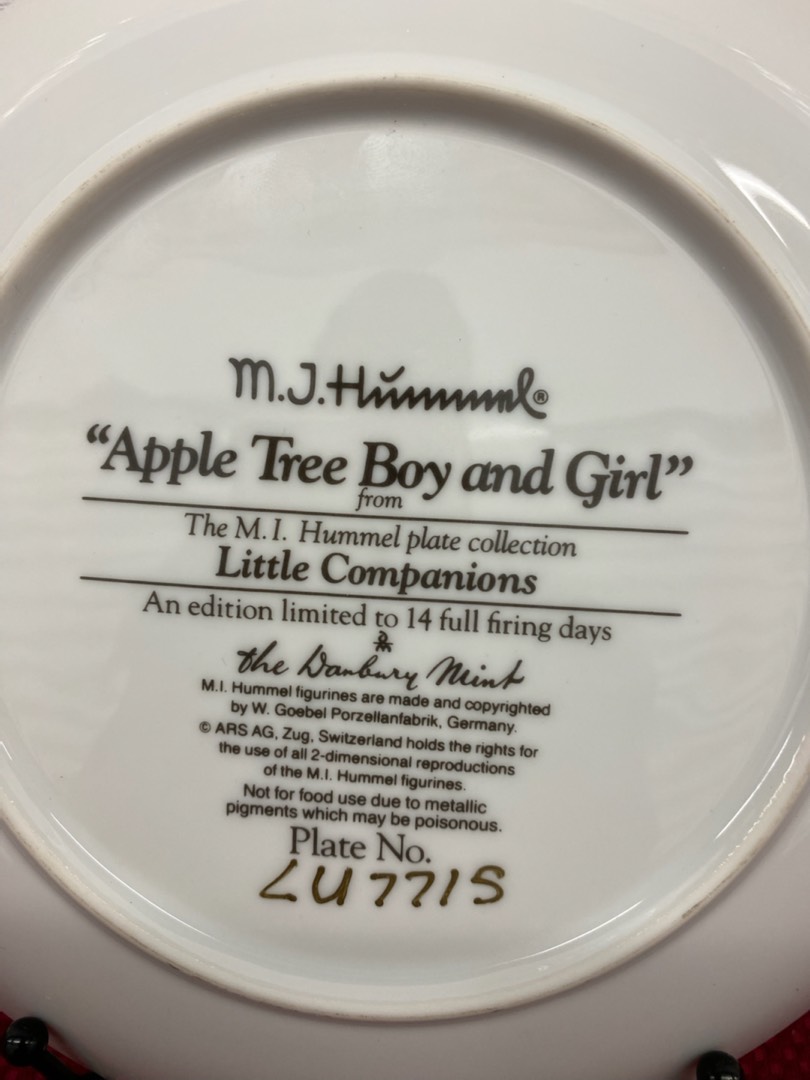 M.J. Hummel®
“Apple Tree Boy and Girl”
from
The M.I. Hummel plate collection
Little Companions
An edition limited to 14 full firing days
the Danbury Mint
M.I. Hummel figurines are made and copyrighted
by W. Goebel Porzellanfabrik, Germany.
© ARS AG, Zug, Switzerland holds the rights for
the use of all 2-dimensional reproductions
of the M.I. Hummel figurines.
Not for food use due to metallic
pigments which may be poisonous.
Plate No.
LU7715